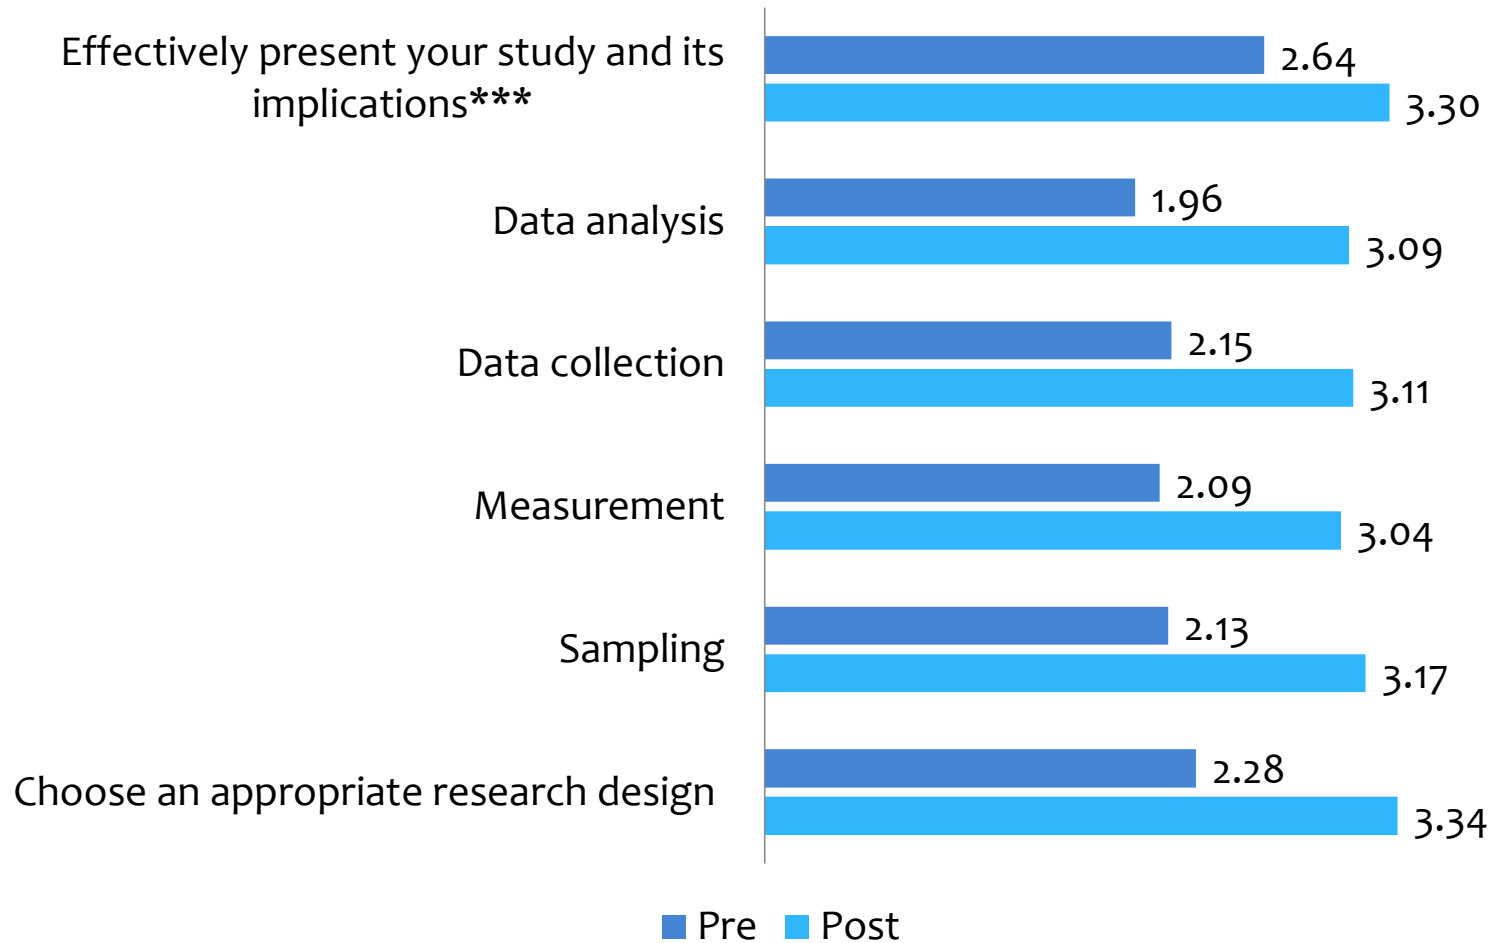 Effectively present your study and its
implications***
2.64
3.30
Data analysis
1.96
3.09
Data collection
2.15
3.11
Measurement
2.09
3.04
Sampling
2.13
3.17
Choose an appropriate research design
2.28
3.34
Pre Post